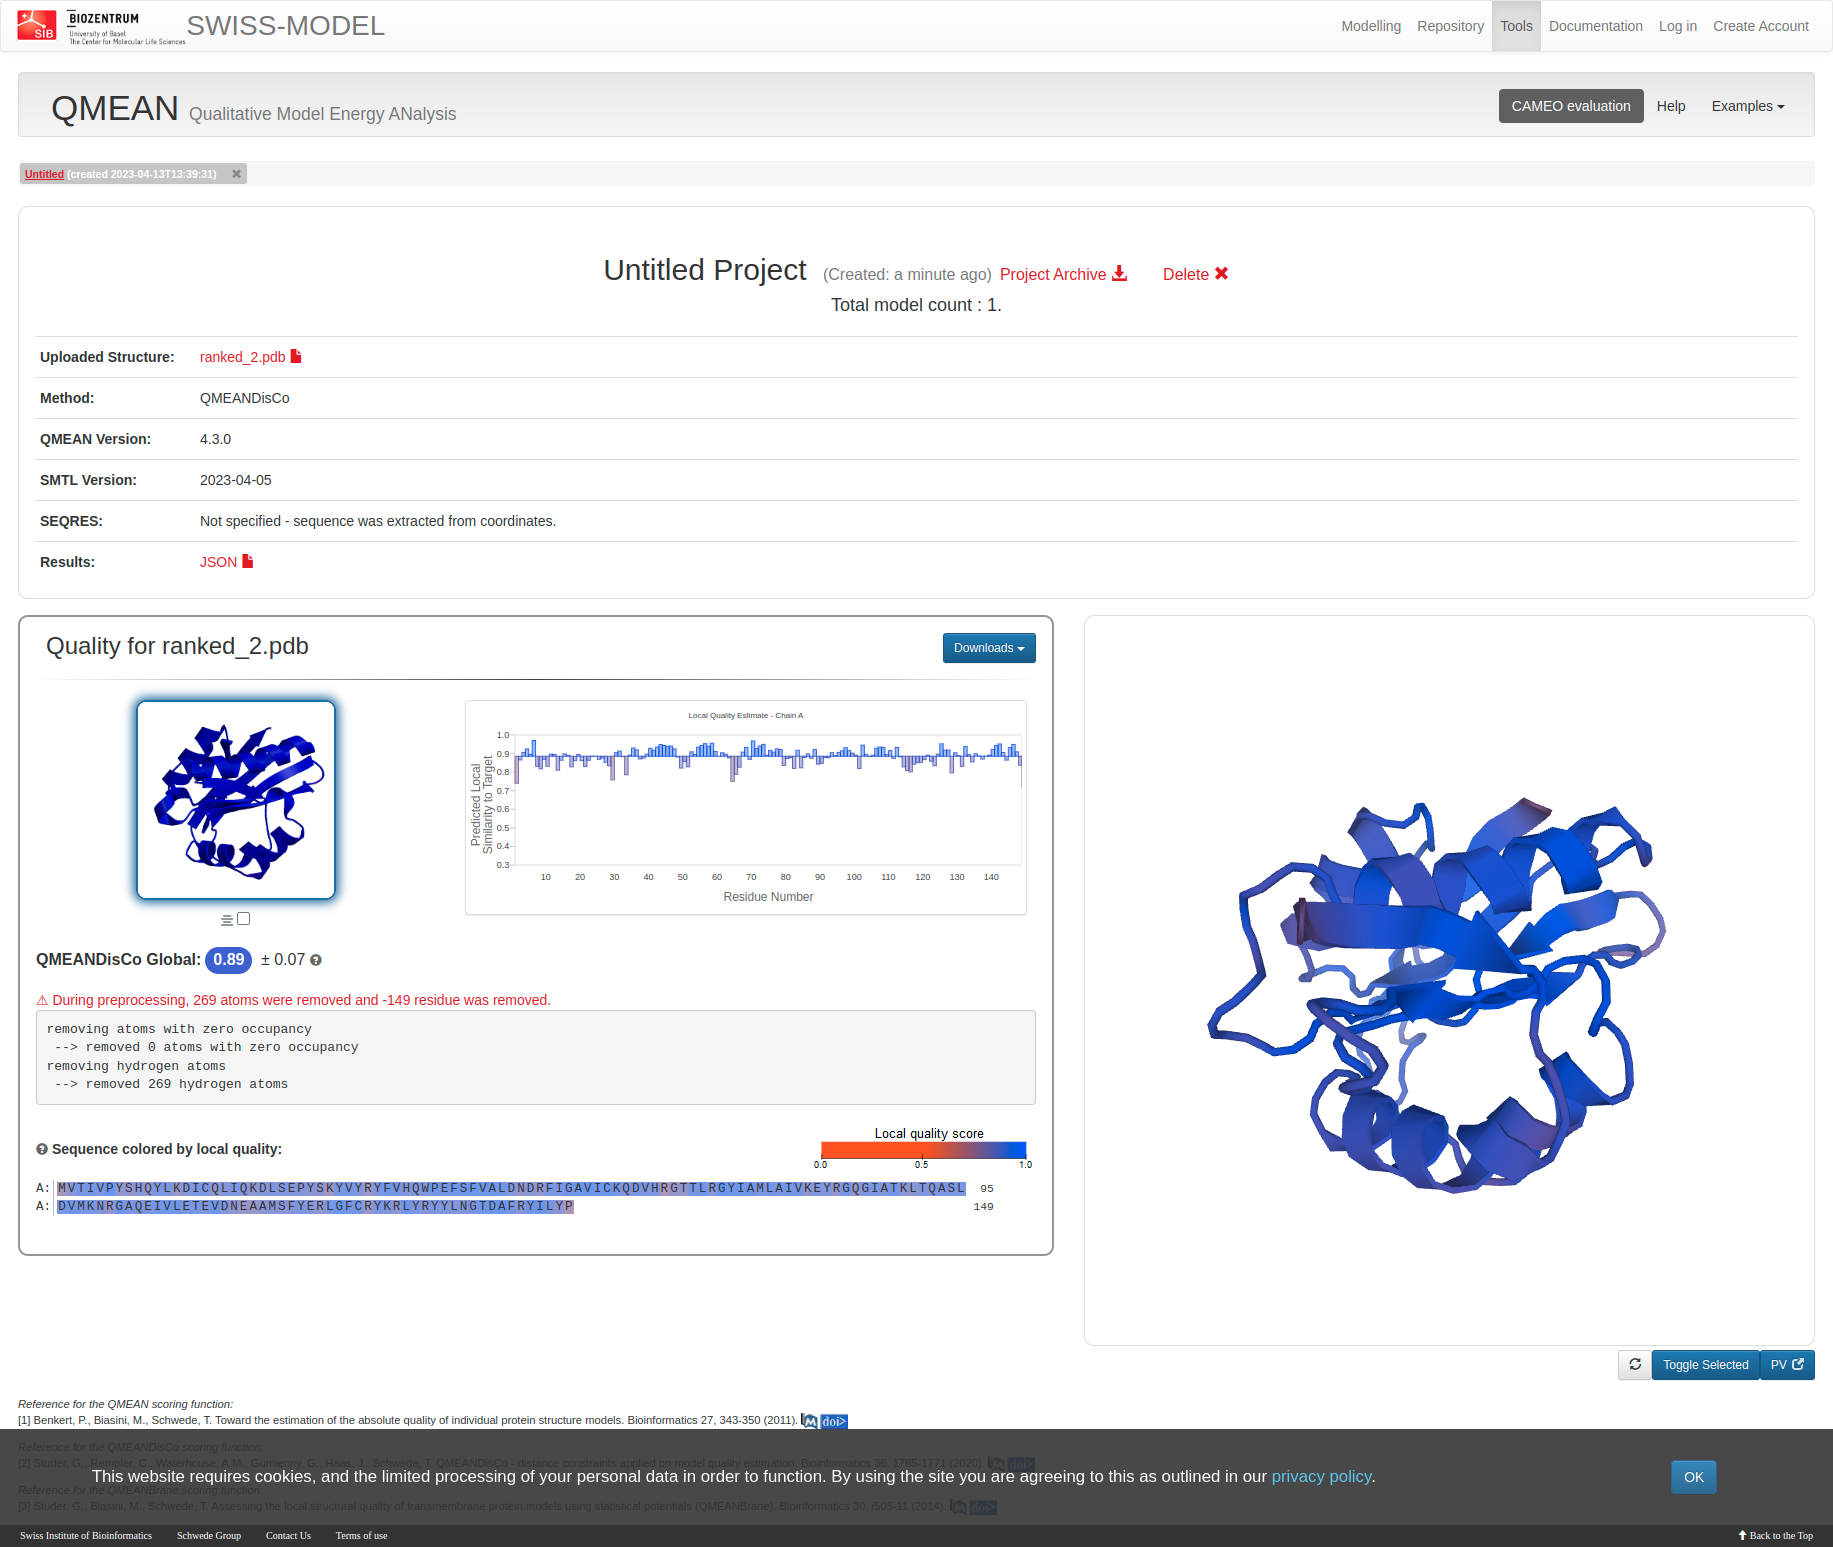 SIB
BIOZENTRUM
University of Basel
The Center for Molecular Life Sciences
SWISS-MODEL
Modelling Repository Tools Documentation Log in Create Account
QMEAN Qualitative Model Energy ANalysis
CAMEO evaluation Help Examples
Untitled (created 2023-04-13T13:39:31)
Untitled Project (Created: a minute ago) Project Archive Delete
Total model count : 1.
Uploaded Structure: ranked_2.pdb
Method: QMEANDisCo
QMEAN Version: 4.3.0
SMTL Version: 2023-04-05
SEQRES: Not specified - sequence was extracted from coordinates.
Results: JSON
Quality for ranked_2.pdb
Downloads
Local Quality Estimate - Chain A
Predicted Local
Similarity to Target
1.0
0.9
0.8
0.7
0.6
0.5
0.4
0.3
10 20 30 40 50 60 70 80 90 100 110 120 130 140
Residue Number
QMEANDisCo Global: 0.89 ± 0.07
⚠ During preprocessing, 269 atoms were removed and -149 residue was removed.
removing atoms with zero occupancy
--> removed 0 atoms with zero occupancy
removing hydrogen atoms
--> removed 269 hydrogen atoms
Sequence colored by local quality:
Local quality score
0.0 0.5 1.0
A: MVTIVPYSHQYLKDICQLIQKDLSEPYSKYVYRYFVHQWPEFSFVALDNDRFIGAVICKQDVHRGTTLRGYIAMLAIVKEYRGQGIATKLTQASL 95
A: DVMKNRGAQEIVLETEVDNEAAMSFYERLGFCRYKRLYRYYLNGTDAFRYILYP 149
Toggle Selected
PV
Reference for the QMEAN scoring function:
[1] Benkert, P., Biasini, M., Schwede, T. Toward the estimation of the absolute quality of individual protein structure models. Bioinformatics 27, 343-350 (2011). M doi>
Reference for the QMEANDisCo scoring function:
[2] Studer, G., Rempfer, C., Waterhouse, A.M., Gumienny, G., Haas, J., Schwede, T. QMEANDisCo - distance constraints applied on model quality estimation. Bioinformatics 36, 1765-1771 (2020). M doi>
This website requires cookies, and the limited processing of your personal data in order to function. By using the site you are agreeing to this as outlined in our privacy policy.
OK
Reference for the QMEANBrane scoring function:
[3] Studer, G., Biasini, M., Schwede, T. Assessing the local structural quality of transmembrane protein models using statistical potentials (QMEANBrane). Bioinformatics 30, i505-11 (2014). M doi>
Swiss Institute of Bioinformatics Schwede Group Contact Us Terms of use
Back to the Top